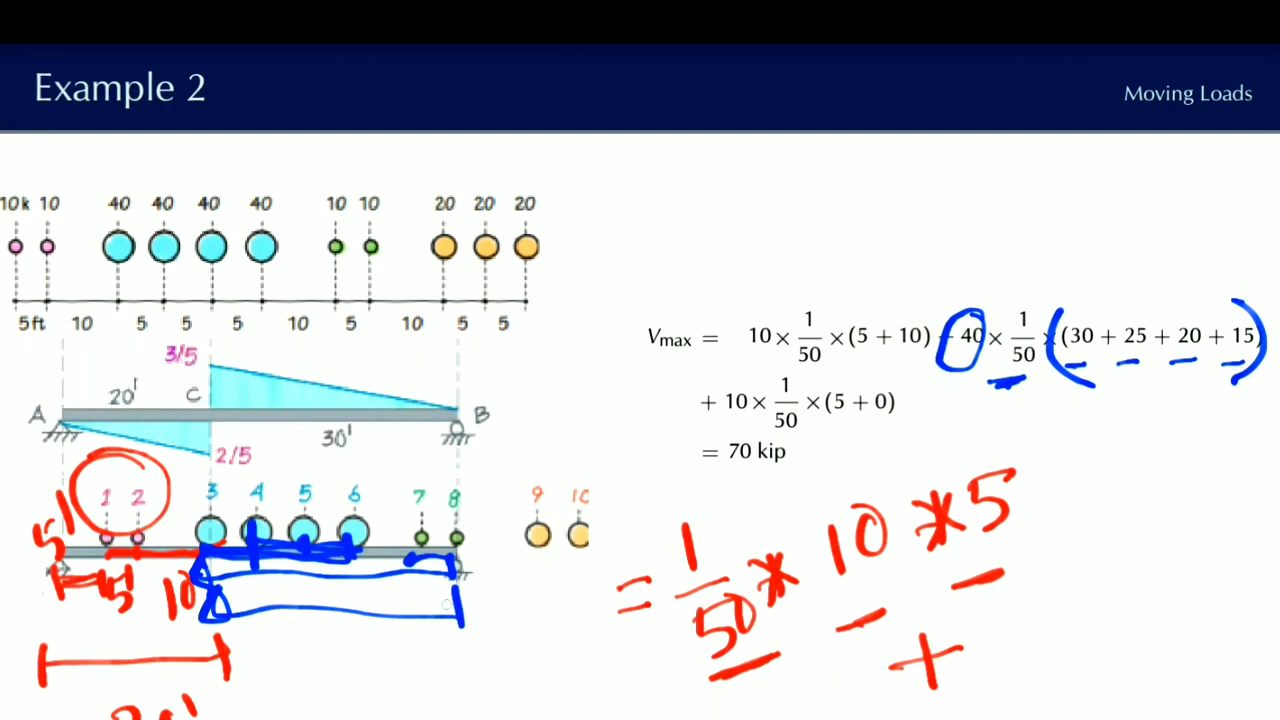 Example 2
Moving Loads
10k 10 40 40 40 40 10 10 20 20 20
5ft 10 5 5 5 10 5 10 5 5
3/5
20' C
A B
30'
2/5
1 2 3 4 5 6 7 8 9 10
5' 5' 10
V_max = 10 × 1/50 × (5 + 10) - 40 × 1/50 × (30 + 25 + 20 + 15)
+ 10 × 1/50 × (5 + 0)
= 70 kip
= 1/50 * 10 * 5
+